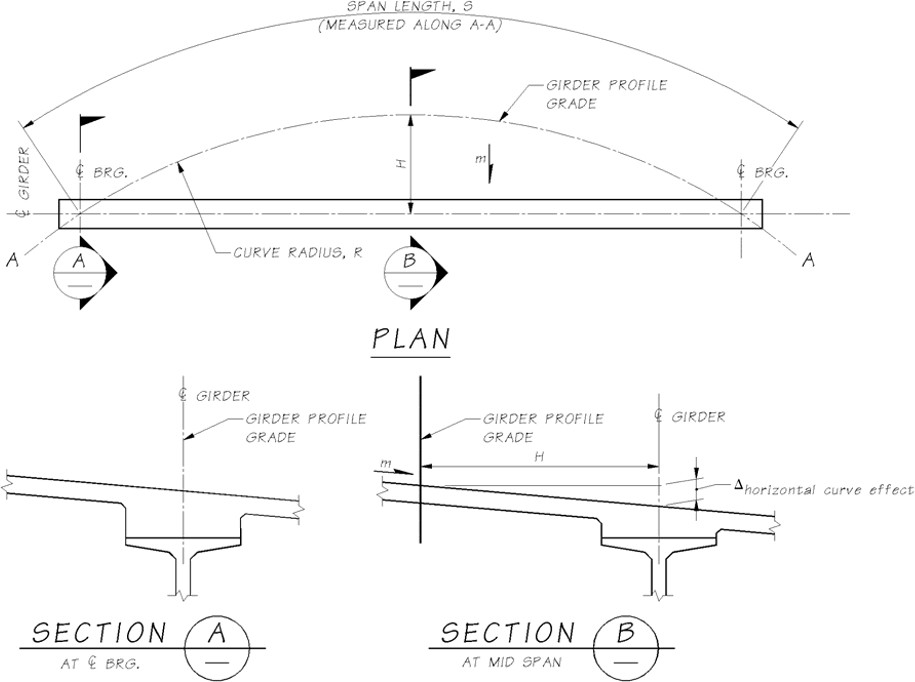 SPAN LENGTH, S
(MEASURED ALONG A-A)
GIRDER PROFILE
GRADE
℄ GIRDER
℄ BRG.
H
m
℄ BRG.
A
A
CURVE RADIUS, R
B
A
PLAN
℄ GIRDER
GIRDER PROFILE
GRADE
GIRDER PROFILE
GRADE
℄ GIRDER
m
H
Δhorizontal curve effect
SECTION A
AT ℄ BRG.
SECTION B
AT MID SPAN